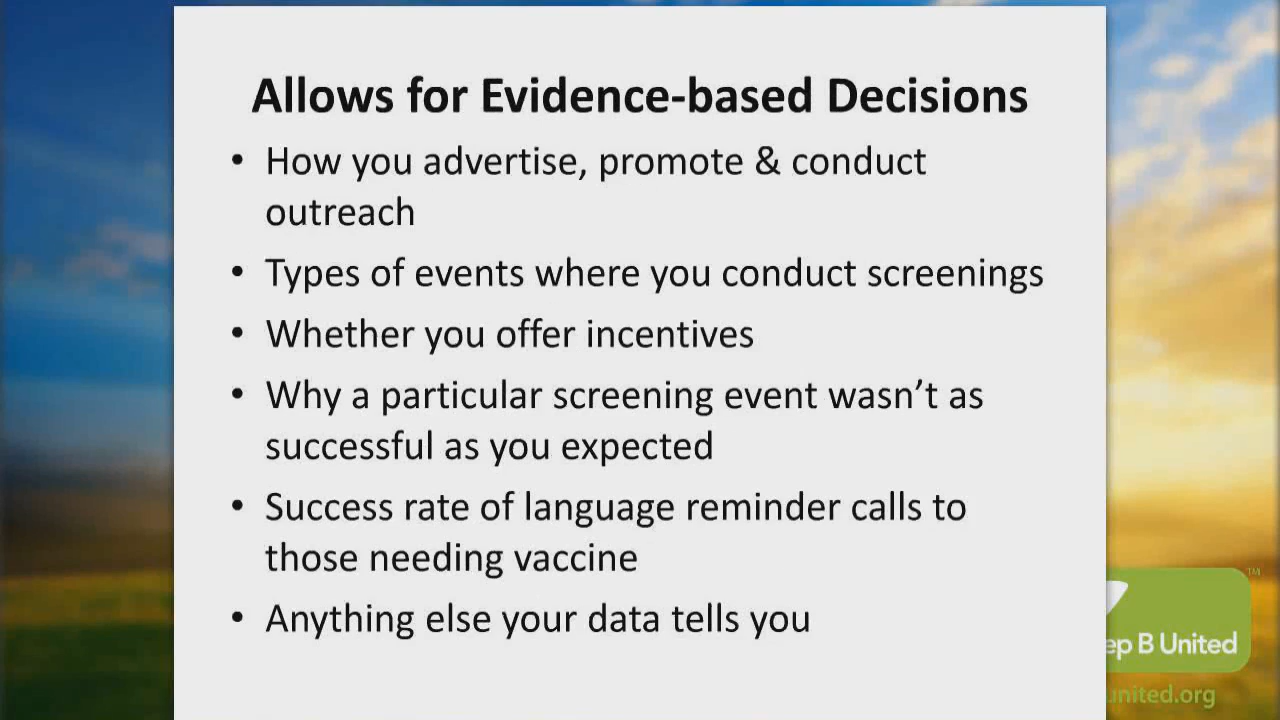 Allows for Evidence-based Decisions
• How you advertise, promote & conduct
outreach
• Types of events where you conduct screenings
• Whether you offer incentives
• Why a particular screening event wasn’t as
successful as you expected
• Success rate of language reminder calls to
those needing vaccine
• Anything else your data tells you
TM
ep B United
united.org